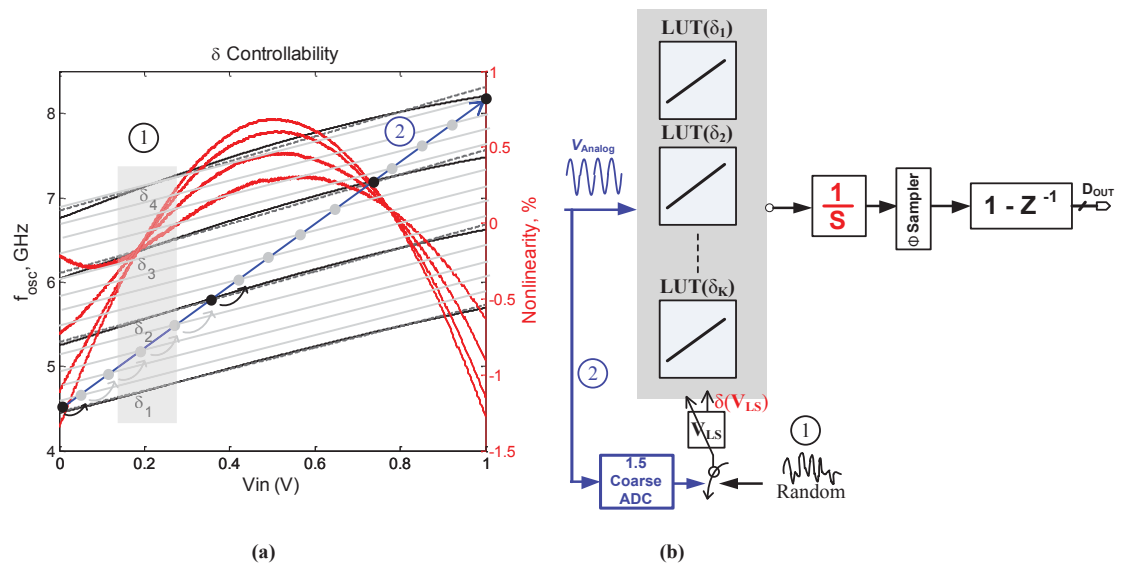 δ Controllability
f_osc, GHz
8
7
6
5
4
0
0.2
0.4
0.6
0.8
1
Vin (V)
1
0.5
0
-0.5
-1
-1.5
Nonlinearity, %
①
②
δ₄
δ₃
δ₂
δ₁
(a)
LUT(δ₁)
LUT(δ₂)
LUT(δ_K)
V_Analog
②
δ(V_LS)
V_LS
1.5
Coarse
ADC
①
Random
1
S
Φ Sampler
1 - Z⁻¹
D_OUT
(b)